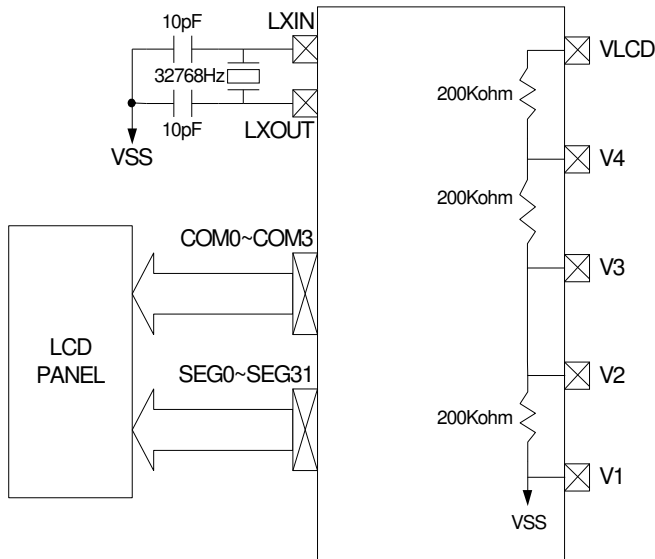 10pF
LXIN
VLCD
32768Hz
200Kohm
10pF
LXOUT
VSS
V4
200Kohm
COM0~COM3
V3
LCD
PANEL
SEG0~SEG31
V2
200Kohm
V1
VSS